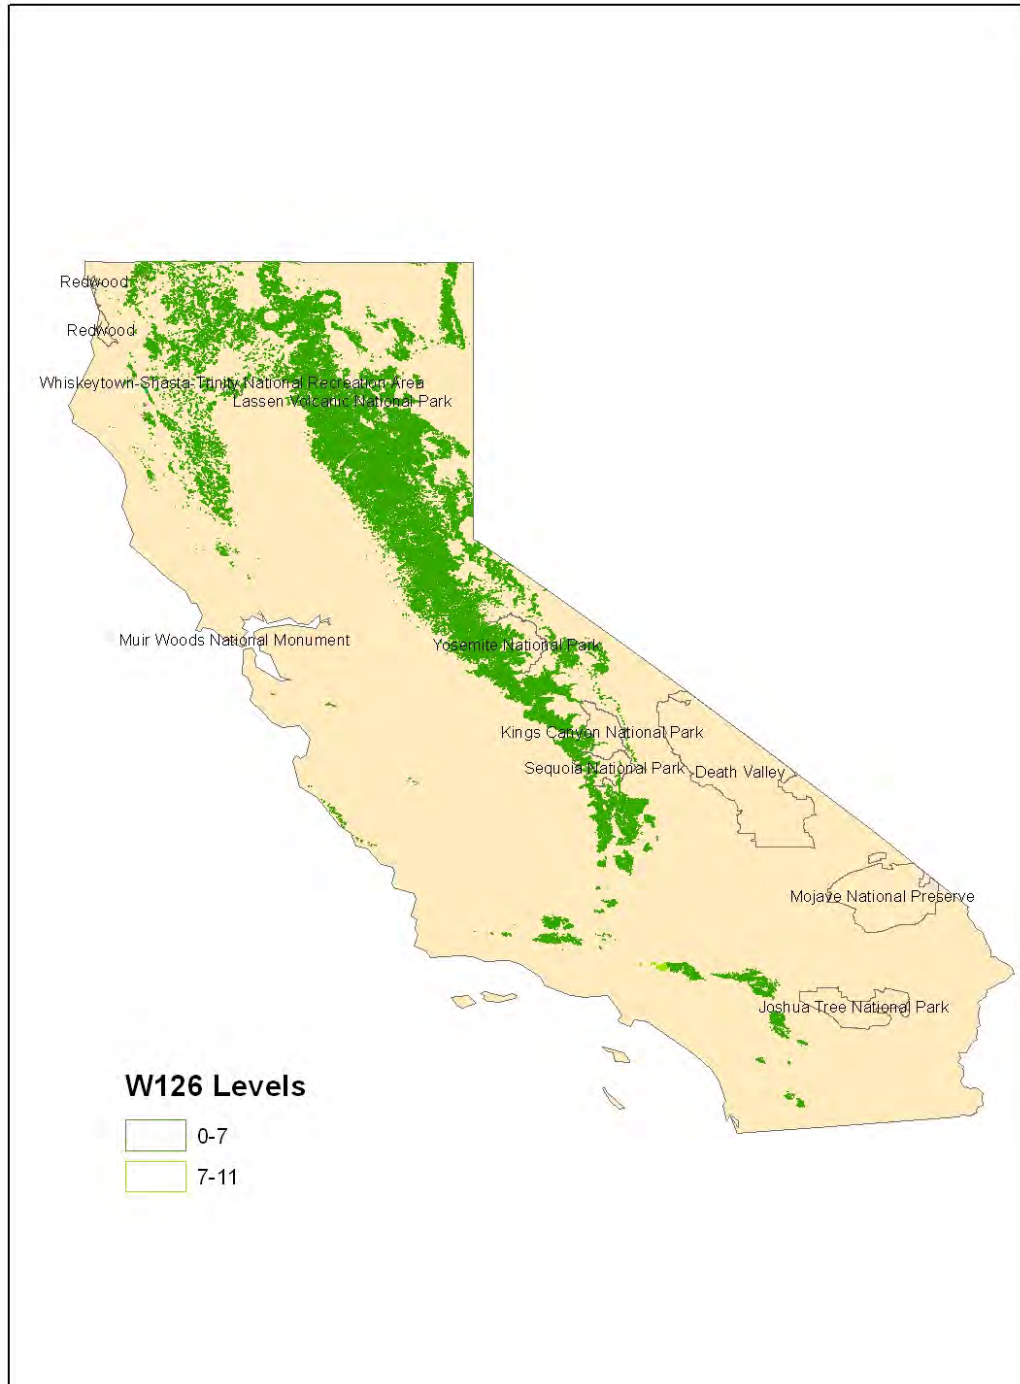 Redwood
Redwood
Whiskeytown-Shasta-Trinity National Recreation Area
Lassen Volcanic National Park
Muir Woods National Monument
Yosemite National Park
Kings Canyon National Park
Sequoia National Park
Death Valley
Mojave National Preserve
Joshua Tree National Park
W126 Levels
0-7
7-11